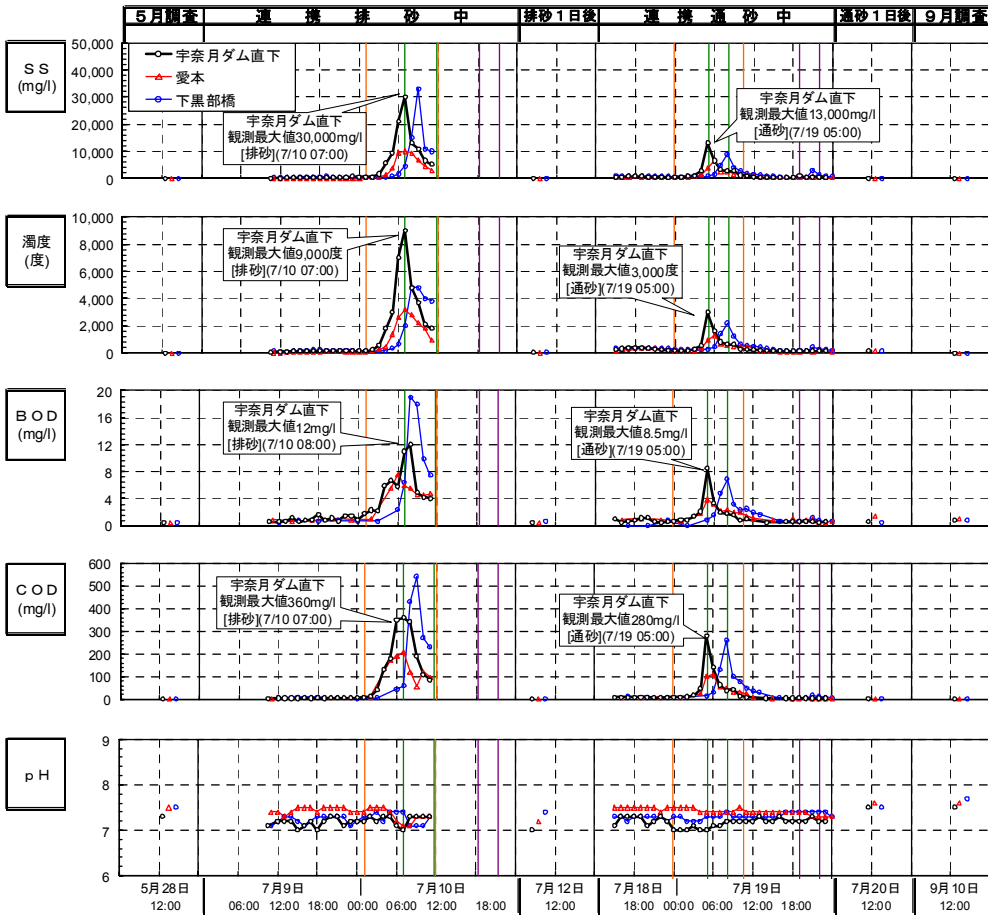 5月調査 連携排砂中 排砂1日後 連携通砂中 通砂1日後 9月調査
SS
(mg/l)
50,000
40,000
30,000
20,000
10,000
0
宇奈月ダム直下
愛本
下黒部橋
宇奈月ダム直下
観測最大値30,000mg/l
[排砂](7/10 07:00)
宇奈月ダム直下
観測最大値13,000mg/l
[通砂](7/19 05:00)
濁度
(度)
10,000
8,000
6,000
4,000
2,000
0
宇奈月ダム直下
観測最大値9,000度
[排砂](7/10 07:00)
宇奈月ダム直下
観測最大値3,000度
[通砂](7/19 05:00)
BOD
(mg/l)
20
16
12
8
4
0
宇奈月ダム直下
観測最大値12mg/l
[排砂](7/10 08:00)
宇奈月ダム直下
観測最大値8.5mg/l
[通砂](7/19 05:00)
COD
(mg/l)
600
500
400
300
200
100
0
宇奈月ダム直下
観測最大値360mg/l
[排砂](7/10 07:00)
宇奈月ダム直下
観測最大値280mg/l
[通砂](7/19 05:00)
pH
9
8
7
6
5月28日 7月9日 7月10日 7月12日 7月18日 7月19日 7月20日 9月10日
12:00 06:00 12:00 18:00 00:00 06:00 12:00 18:00 12:00 18:00 00:00 06:00 12:00 18:00 12:00 12:00